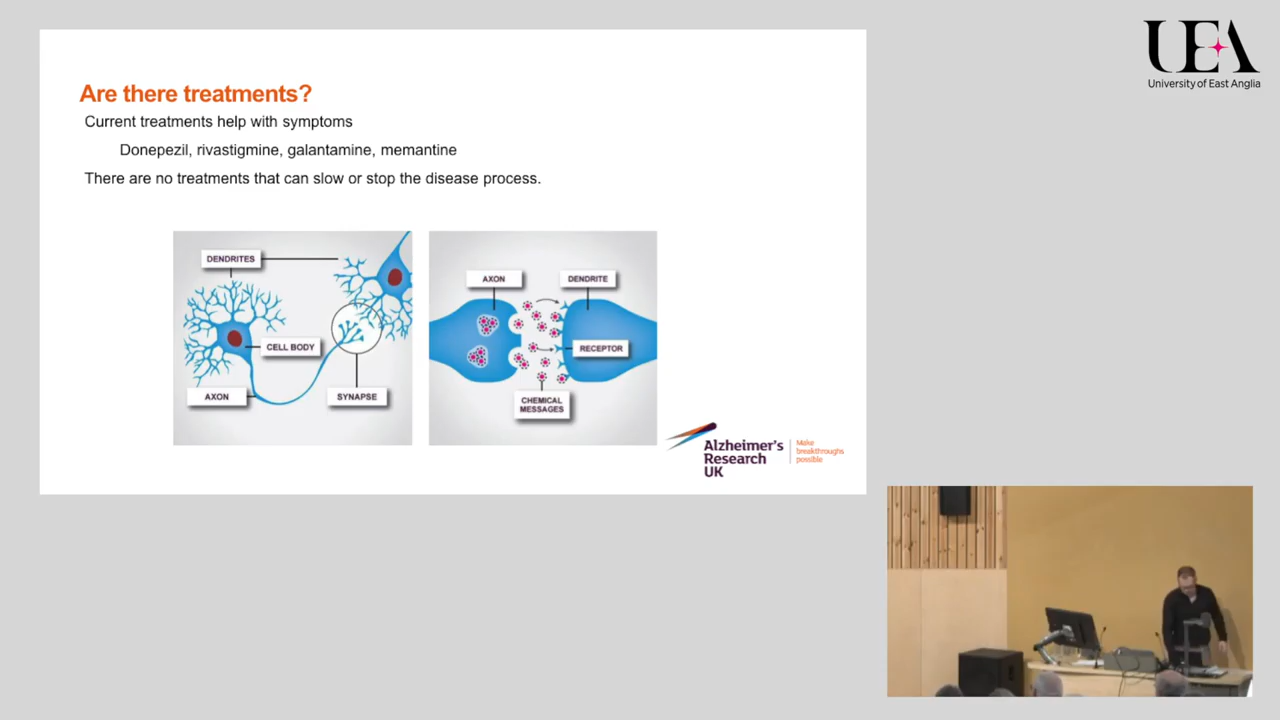 Are there treatments?
Current treatments help with symptoms
Donepezil, rivastigmine, galantamine, memantine
There are no treatments that can slow or stop the disease process.
DENDRITES
CELL BODY
AXON
SYNAPSE
AXON
DENDRITE
RECEPTOR
CHEMICAL
MESSAGES
Alzheimer's
Research
UK
Make
breakthroughs
possible
UEA
University of East Anglia